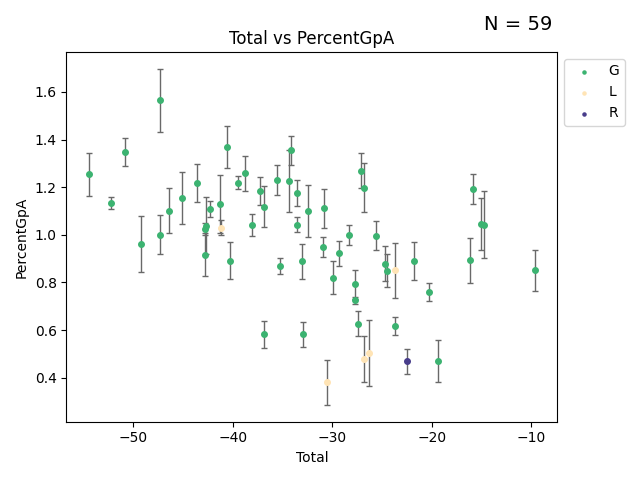 N = 59
Total vs PercentGpA
G
L
R
PercentGpA
1.6
1.4
1.2
1.0
0.8
0.6
0.4
−50 −40 −30 −20 −10
Total